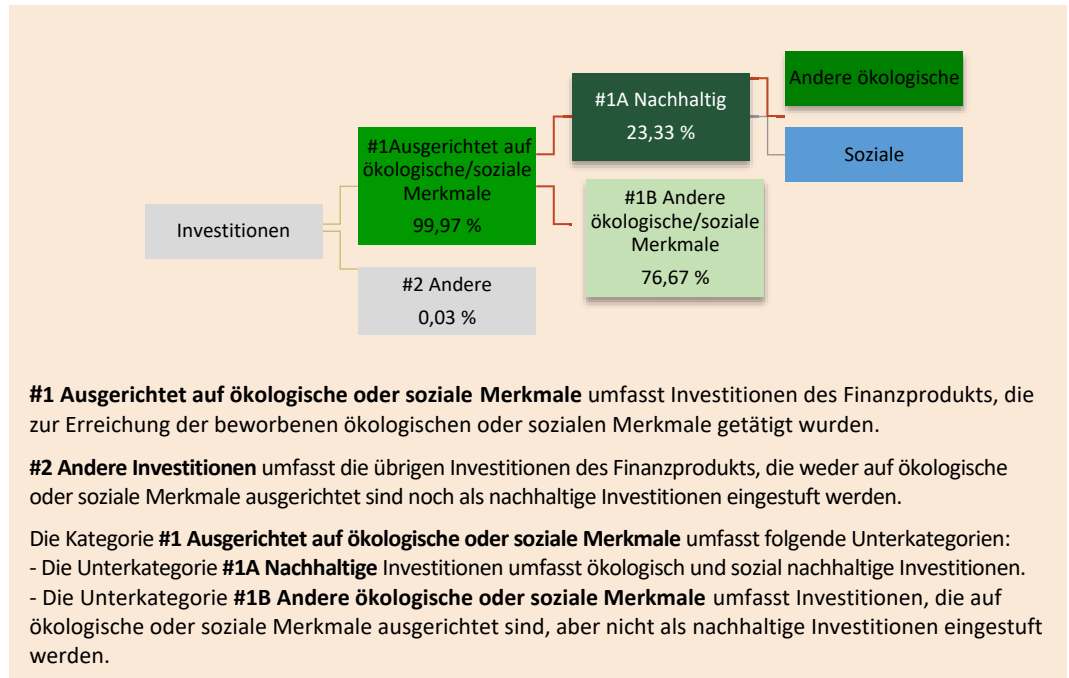 Investitionen
#1Ausgerichtet auf
ökologische/soziale
Merkmale
99,97 %
#2 Andere
0,03 %
#1A Nachhaltig
23,33 %
#1B Andere
ökologische/soziale
Merkmale
76,67 %
Andere ökologische
Soziale
#1 Ausgerichtet auf ökologische oder soziale Merkmale umfasst Investitionen des Finanzprodukts, die
zur Erreichung der beworbenen ökologischen oder sozialen Merkmale getätigt wurden.
#2 Andere Investitionen umfasst die übrigen Investitionen des Finanzprodukts, die weder auf ökologische
oder soziale Merkmale ausgerichtet sind noch als nachhaltige Investitionen eingestuft werden.
Die Kategorie #1 Ausgerichtet auf ökologische oder soziale Merkmale umfasst folgende Unterkategorien:
- Die Unterkategorie #1A Nachhaltige Investitionen umfasst ökologisch und sozial nachhaltige Investitionen.
- Die Unterkategorie #1B Andere ökologische oder soziale Merkmale umfasst Investitionen, die auf
ökologische oder soziale Merkmale ausgerichtet sind, aber nicht als nachhaltige Investitionen eingestuft
werden.